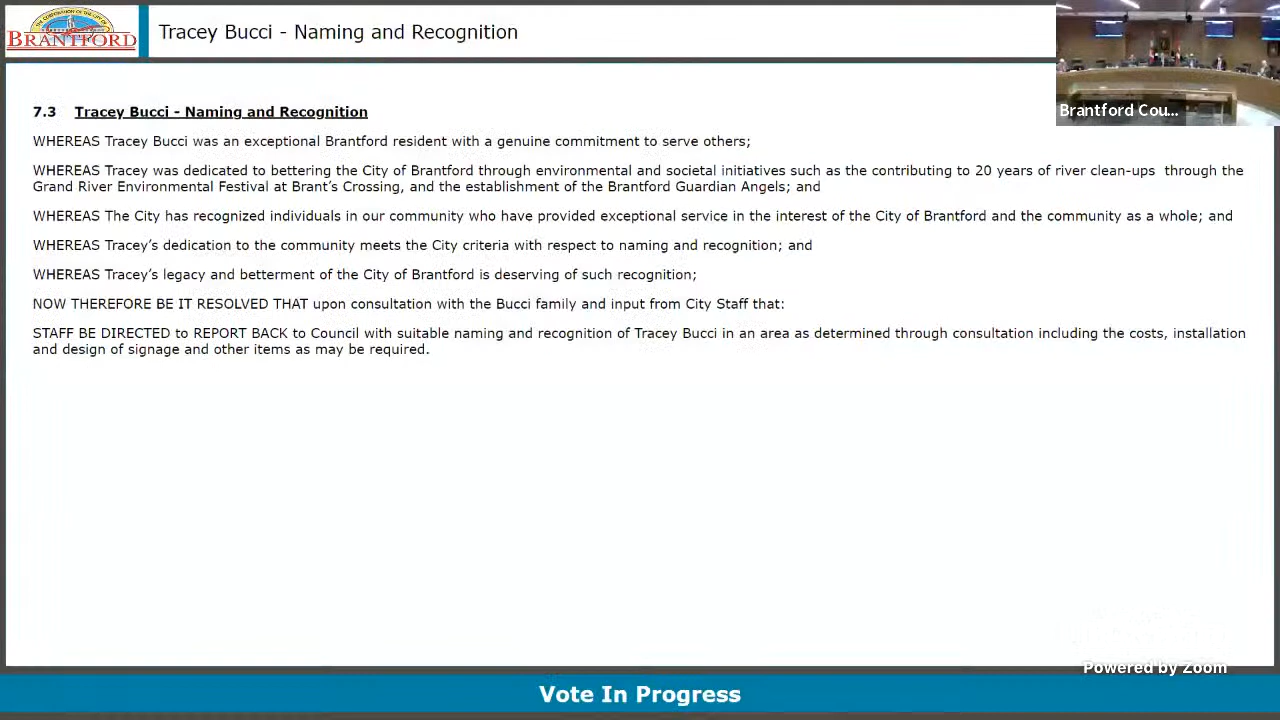 THE CORPORATION OF THE CITY OF
BRANTFORD
Tracey Bucci - Naming and Recognition
Brantford Cou...
7.3 Tracey Bucci - Naming and Recognition
WHEREAS Tracey Bucci was an exceptional Brantford resident with a genuine commitment to serve others;
WHEREAS Tracey was dedicated to bettering the City of Brantford through environmental and societal initiatives such as the contributing to 20 years of river clean-ups through the
Grand River Environmental Festival at Brant's Crossing, and the establishment of the Brantford Guardian Angels; and
WHEREAS The City has recognized individuals in our community who have provided exceptional service in the interest of the City of Brantford and the community as a whole; and
WHEREAS Tracey's dedication to the community meets the City criteria with respect to naming and recognition; and
WHEREAS Tracey's legacy and betterment of the City of Brantford is deserving of such recognition;
NOW THEREFORE BE IT RESOLVED THAT upon consultation with the Bucci family and input from City Staff that:
STAFF BE DIRECTED to REPORT BACK to Council with suitable naming and recognition of Tracey Bucci in an area as determined through consultation including the costs, installation
and design of signage and other items as may be required.
Powered by Zoom
Vote In Progress